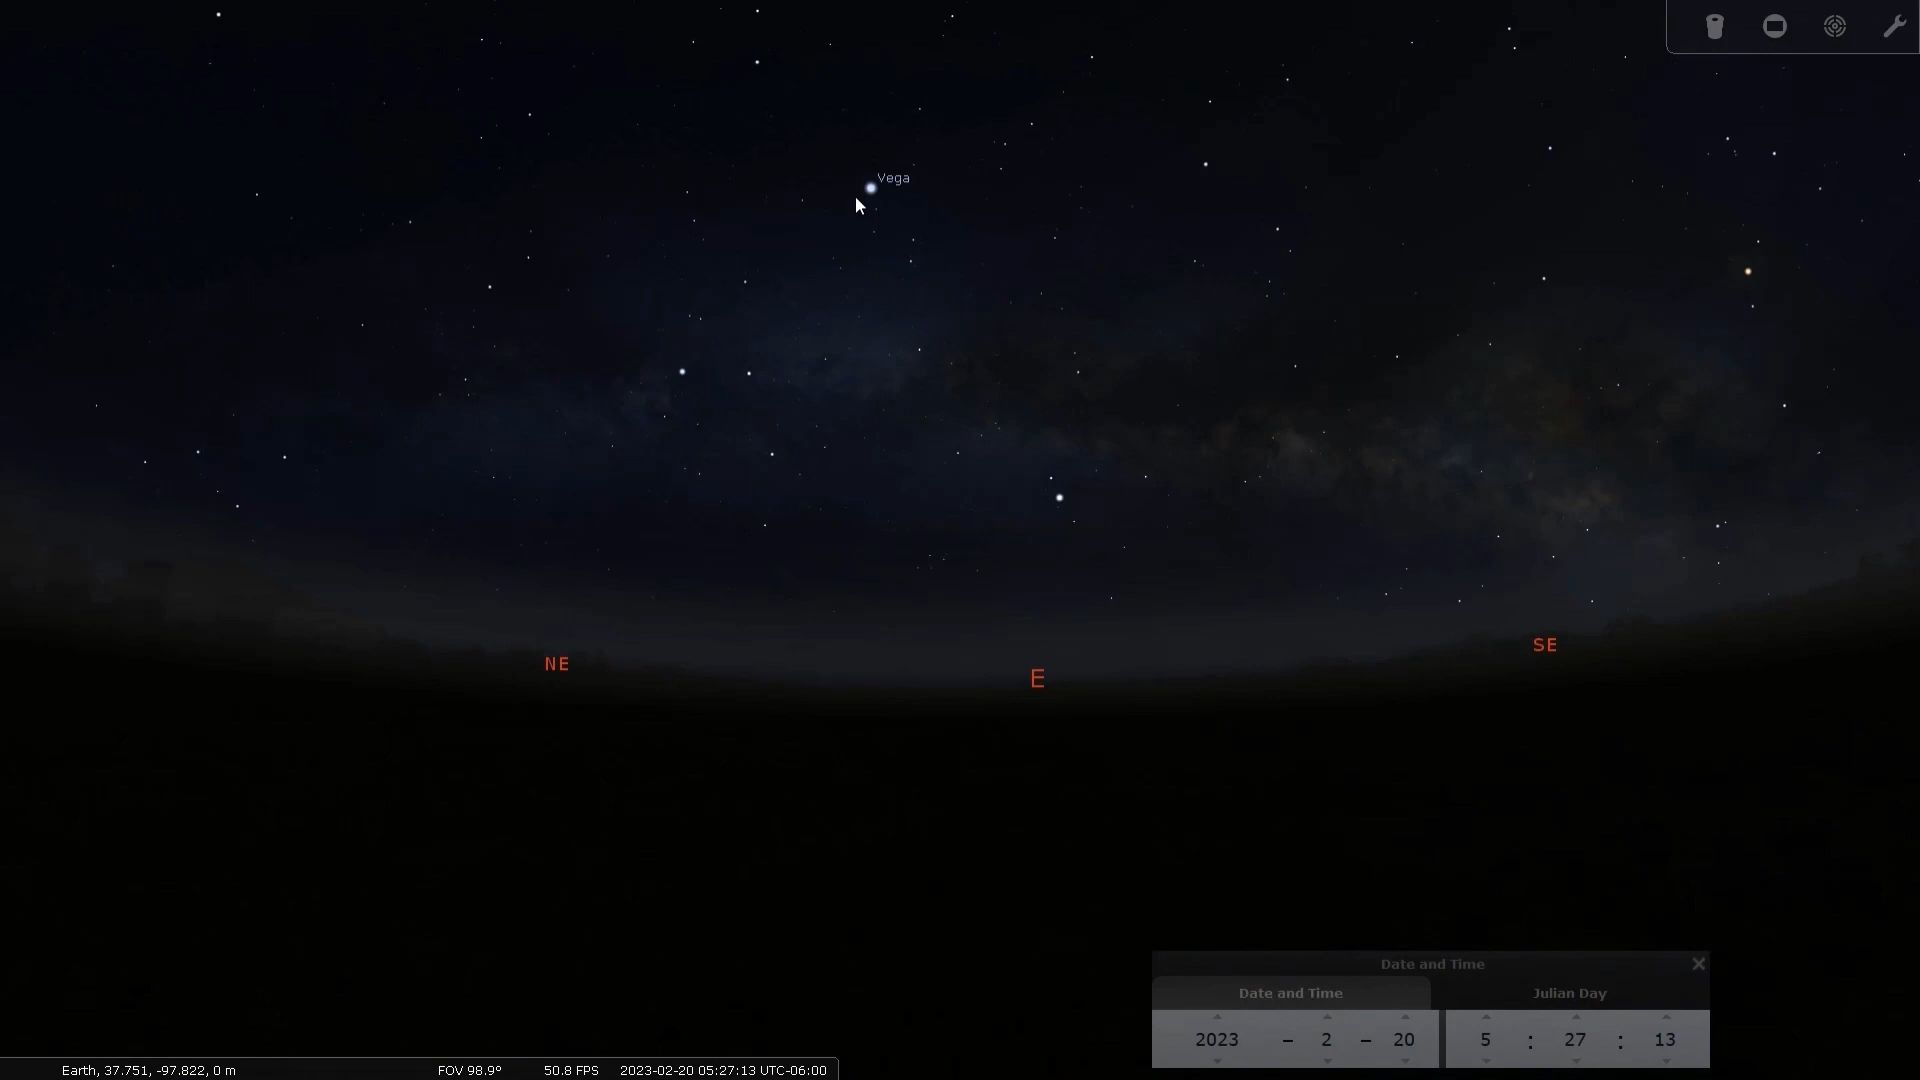 Vega
NE
E
SE
Date and Time
Date and Time
Julian Day
2023 - 2 - 20
5 : 27 : 13
Earth, 37.751, -97.822, 0 m
FOV 98.9°
50.8 FPS
2023-02-20 05:27:13 UTC-06:00